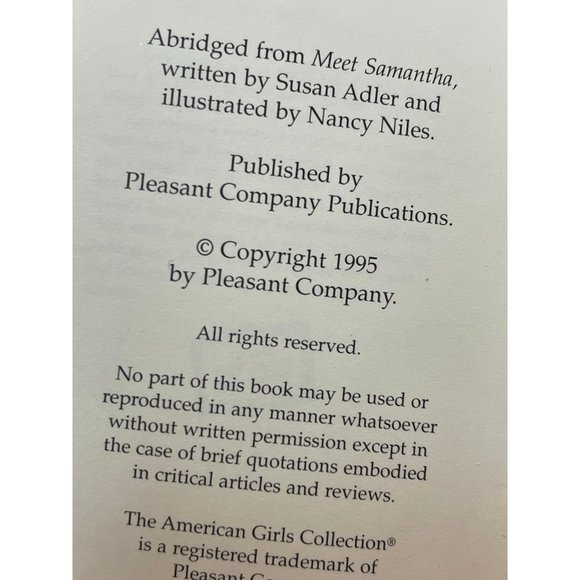 Abridged from Meet Samantha,
written by Susan Adler and
illustrated by Nancy Niles.
Published by
Pleasant Company Publications.
© Copyright 1995
by Pleasant Company.
All rights reserved.
No part of this book may be used or
reproduced in any manner whatsoever
without written permission except in
the case of brief quotations embodied
in critical articles and reviews.
The American Girls Collection®
is a registered trademark of
Pleasant